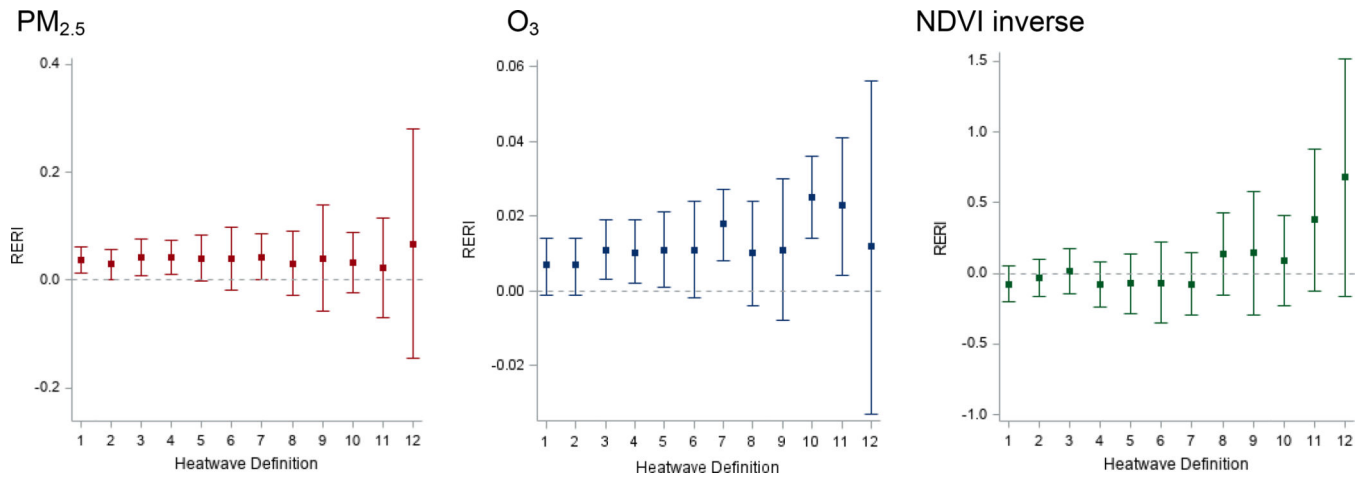 PM2.5
0.4
0.2
0.0
-0.2
RERI
1 2 3 4 5 6 7 8 9 10 11 12
Heatwave Definition
O3
0.06
0.04
0.02
0.00
-0.02
RERI
1 2 3 4 5 6 7 8 9 10 11 12
Heatwave Definition
NDVI inverse
1.5
1.0
0.5
0.0
-0.5
-1.0
RERI
1 2 3 4 5 6 7 8 9 10 11 12
Heatwave Definition